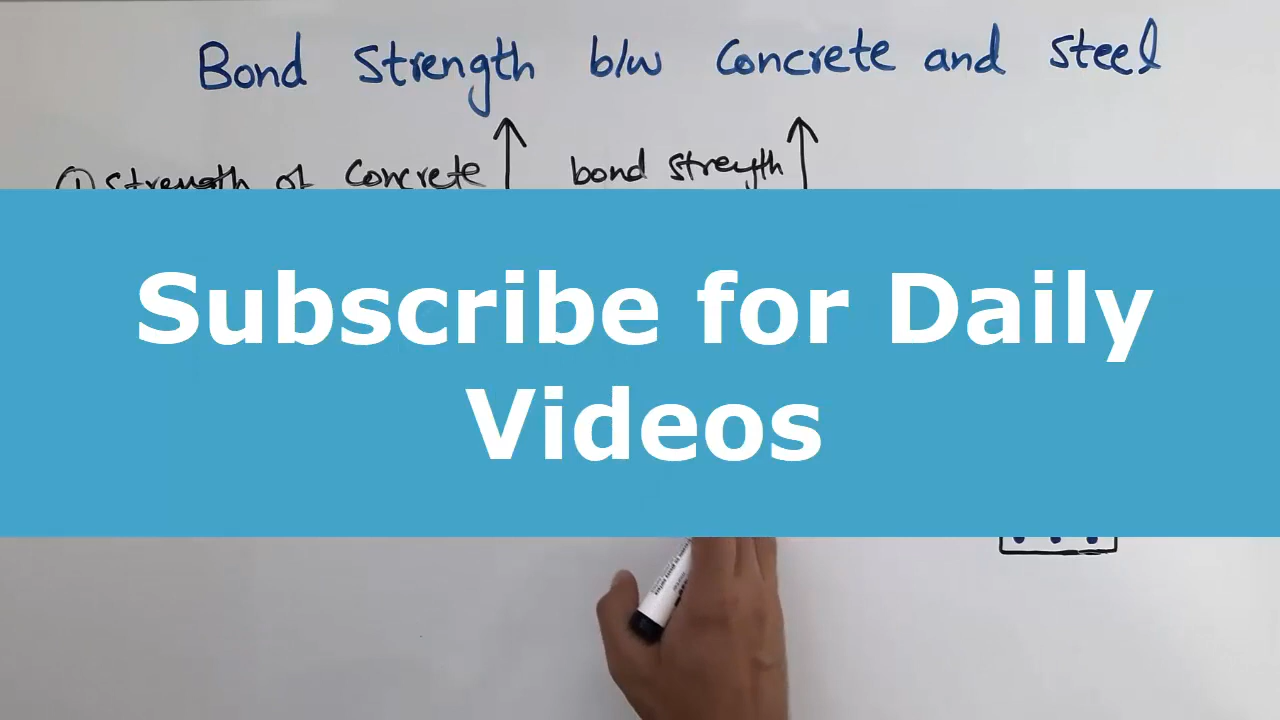 Bond Strength b/w Concrete and Steel
① Strength of Concrete ↑ bond strength ↑
Subscribe for Daily
Videos